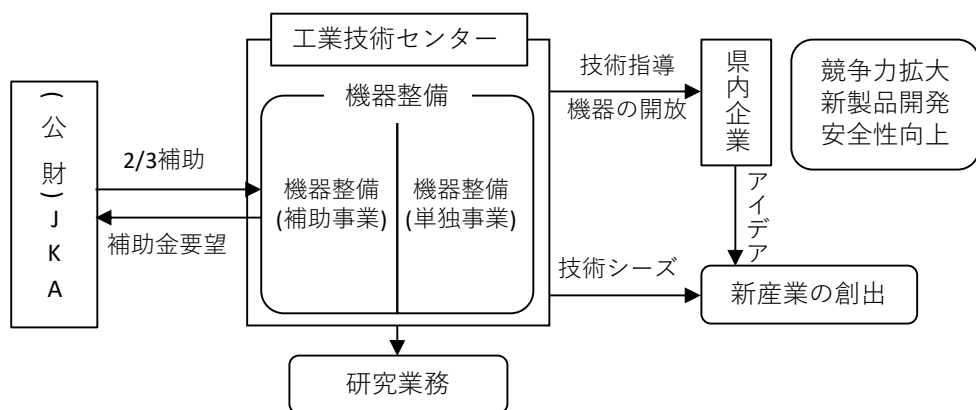 (公財)JKA
2/3補助
補助金要望
工業技術センター
機器整備
機器整備
(補助事業)
機器整備
(単独事業)
研究業務
技術指導
機器の開放
県内企業
競争力拡大
新製品開発
安全性向上
アイデア
技術シーズ
新産業の創出